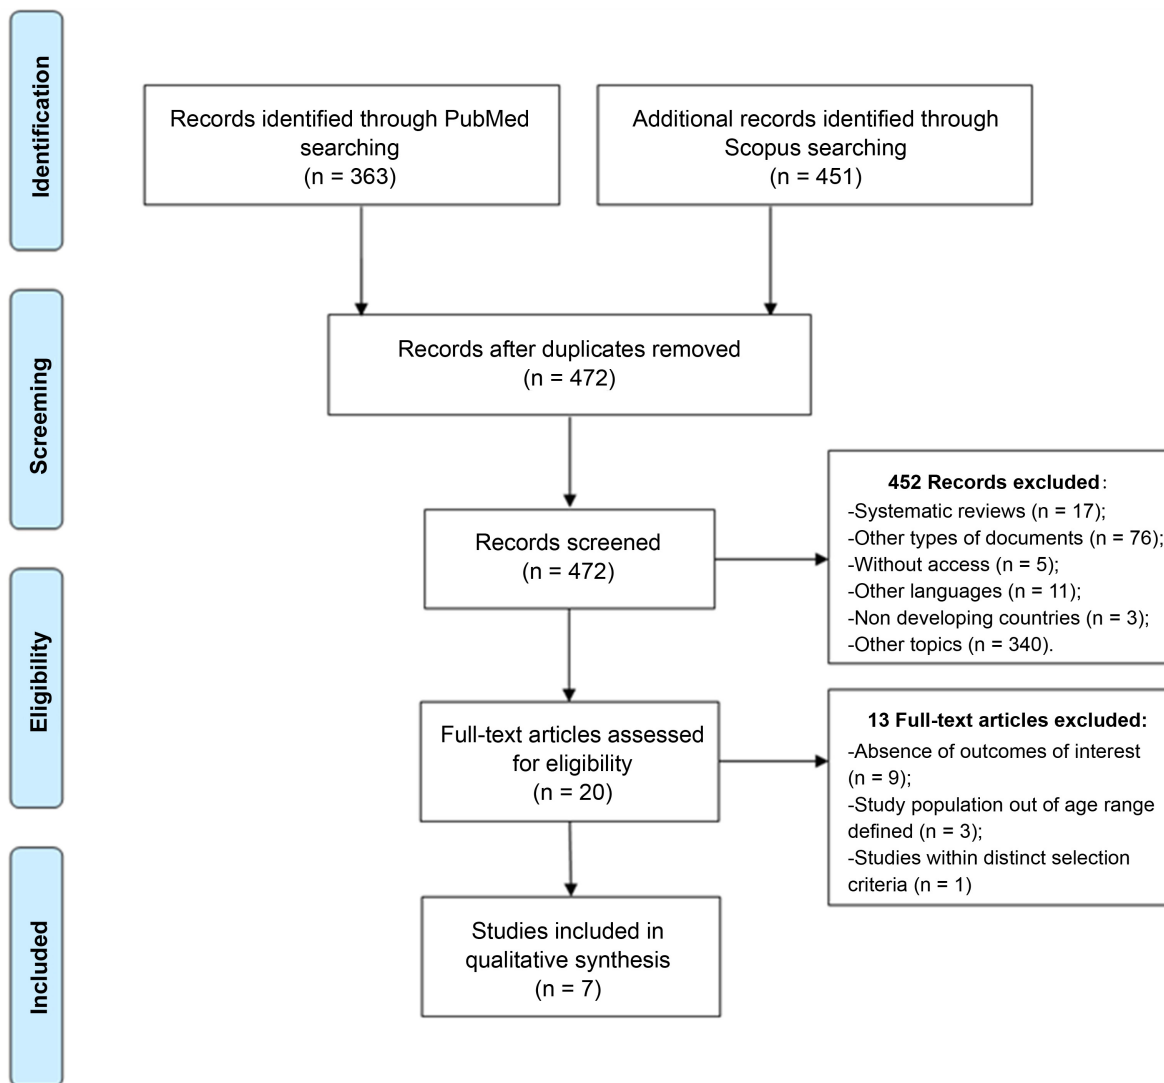 Identification
Records identified through PubMed
searching
(n = 363)
Additional records identified through
Scopus searching
(n = 451)
Screeming
Records after duplicates removed
(n = 472)
Records screened
(n = 472)
452 Records excluded:
-Systematic reviews (n = 17);
-Other types of documents (n = 76);
-Without access (n = 5);
-Other languages (n = 11);
-Non developing countries (n = 3);
-Other topics (n = 340).
Eligibility
Full-text articles assessed
for eligibility
(n = 20)
13 Full-text articles excluded:
-Absence of outcomes of interest
(n = 9);
-Study population out of age range
defined (n = 3);
-Studies within distinct selection
criteria (n = 1)
Included
Studies included in
qualitative synthesis
(n = 7)